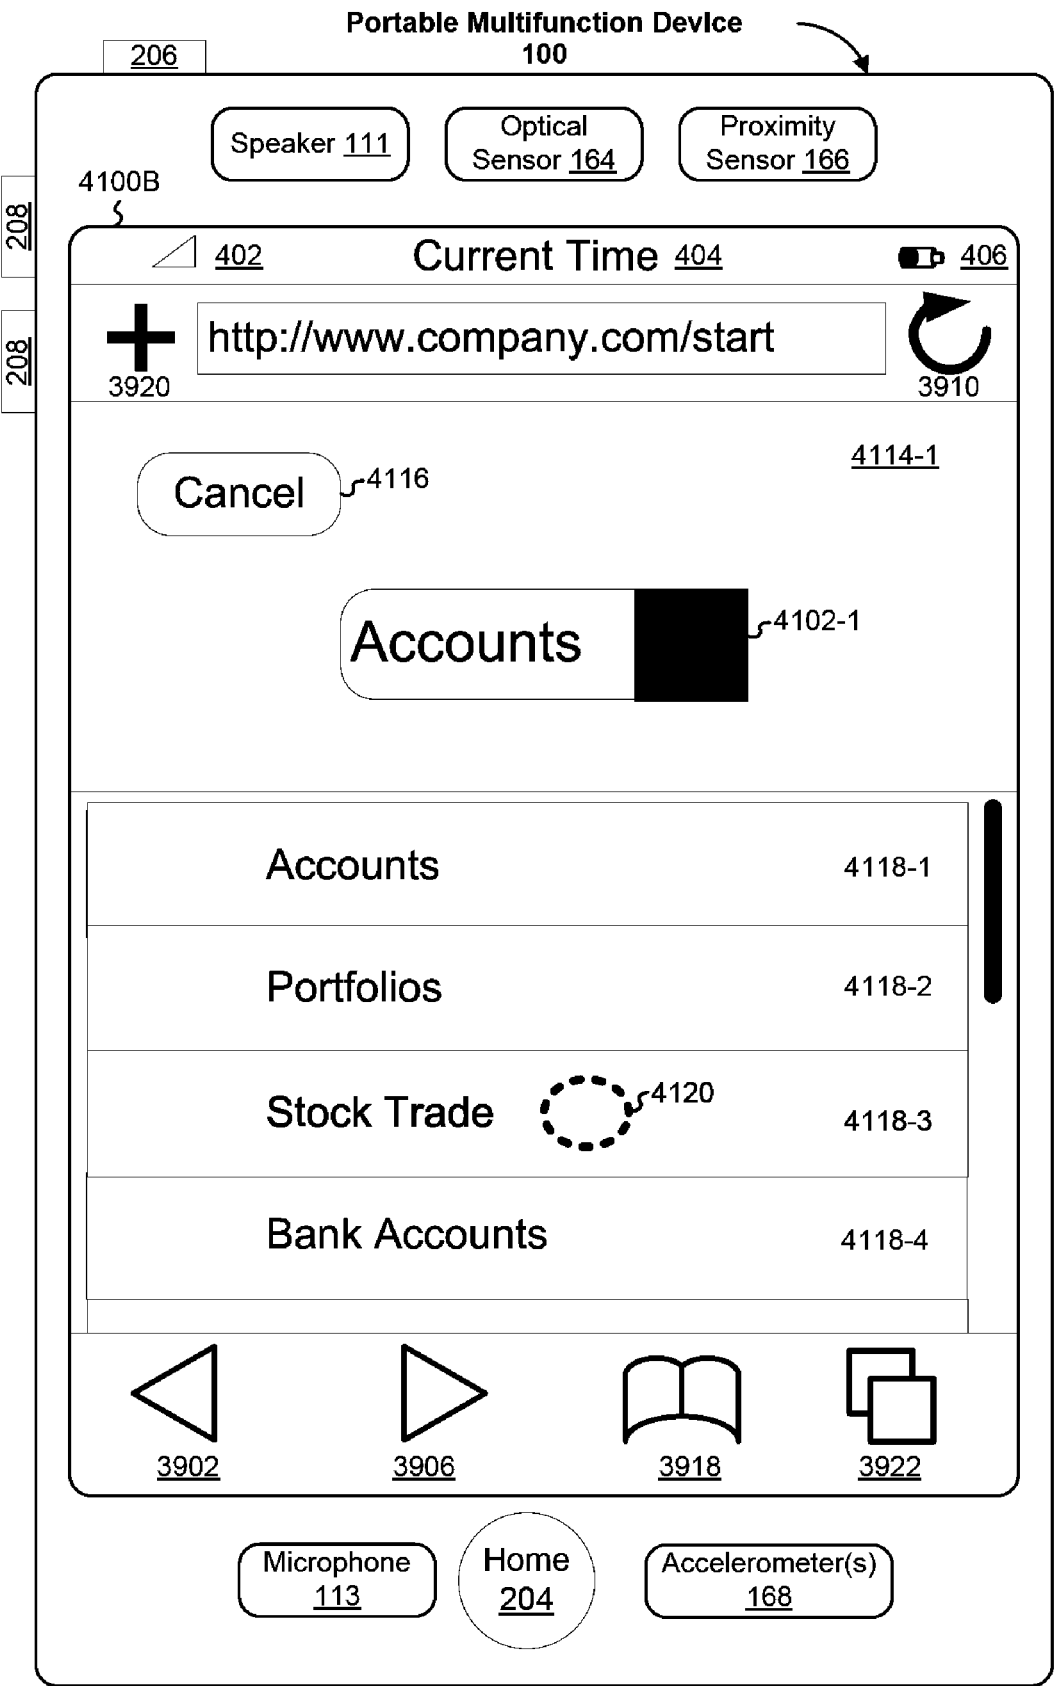 Portable Multifunction Device
100
206
Speaker 111
Optical
Sensor 164
Proximity
Sensor 166
4100B
208
208
402
Current Time 404
406
http://www.company.com/start
3920
3910
4114-1
Cancel
4116
Accounts
4102-1
Accounts
4118-1
Portfolios
4118-2
Stock Trade
4120
4118-3
Bank Accounts
4118-4
3902
3906
3918
3922
Microphone
113
Home
204
Accelerometer(s)
168